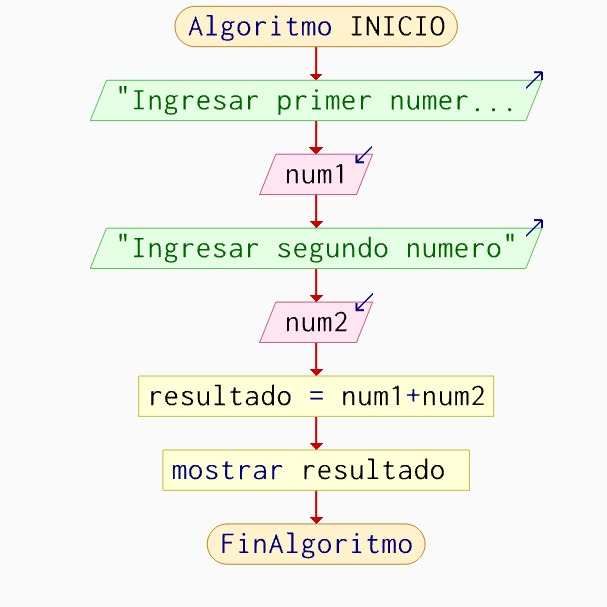 Algoritmo INICIO
"Ingresar primer numer...
num1
"Ingresar segundo numero"
num2
resultado = num1+num2
mostrar resultado
FinAlgoritmo